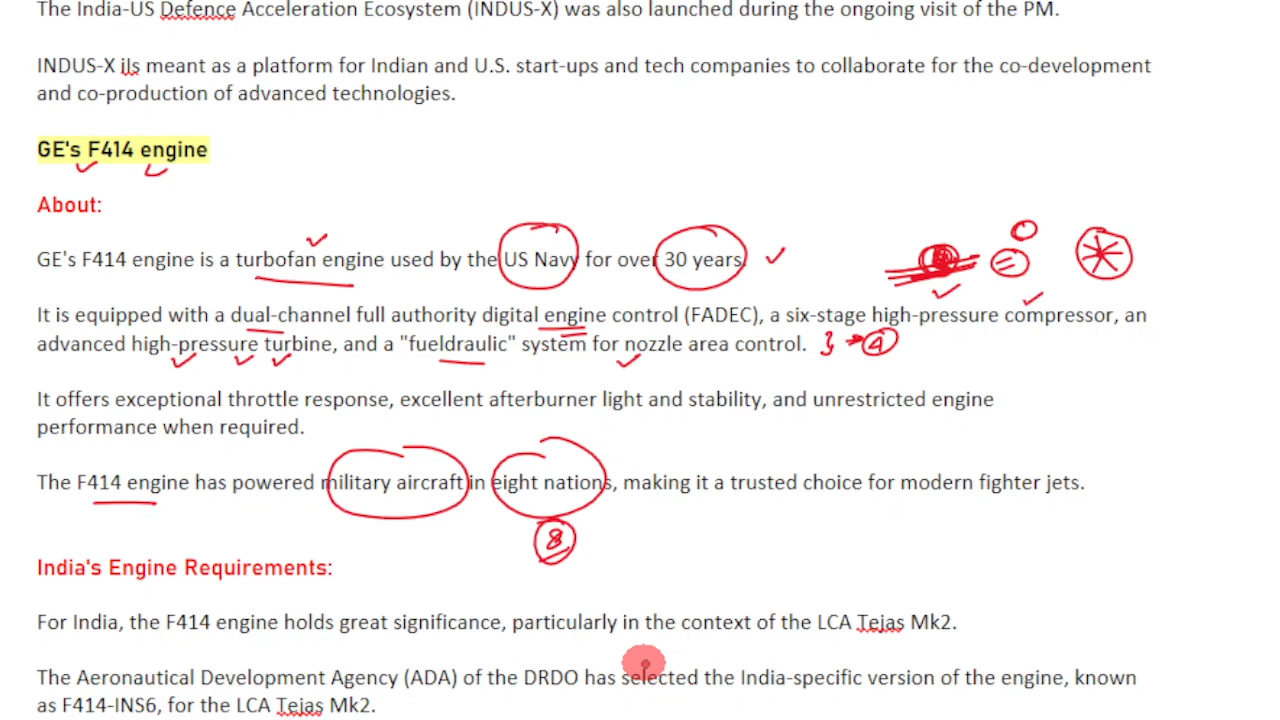 The India-US Defence Acceleration Ecosystem (INDUS-X) was also launched during the ongoing visit of the PM.
INDUS-X iIs meant as a platform for Indian and U.S. start-ups and tech companies to collaborate for the co-development
and co-production of advanced technologies.
GE's F414 engine
About:
GE's F414 engine is a turbofan engine used by the US Navy for over 30 years.
It is equipped with a dual-channel full authority digital engine control (FADEC), a six-stage high-pressure compressor, an
advanced high-pressure turbine, and a "fueldraulic" system for nozzle area control. 3 → 4
It offers exceptional throttle response, excellent afterburner light and stability, and unrestricted engine
performance when required.
The F414 engine has powered military aircraft in eight nations, making it a trusted choice for modern fighter jets.
8
India's Engine Requirements:
For India, the F414 engine holds great significance, particularly in the context of the LCA Tejas Mk2.
The Aeronautical Development Agency (ADA) of the DRDO has selected the India-specific version of the engine, known
as F414-INS6, for the LCA Tejas Mk2.